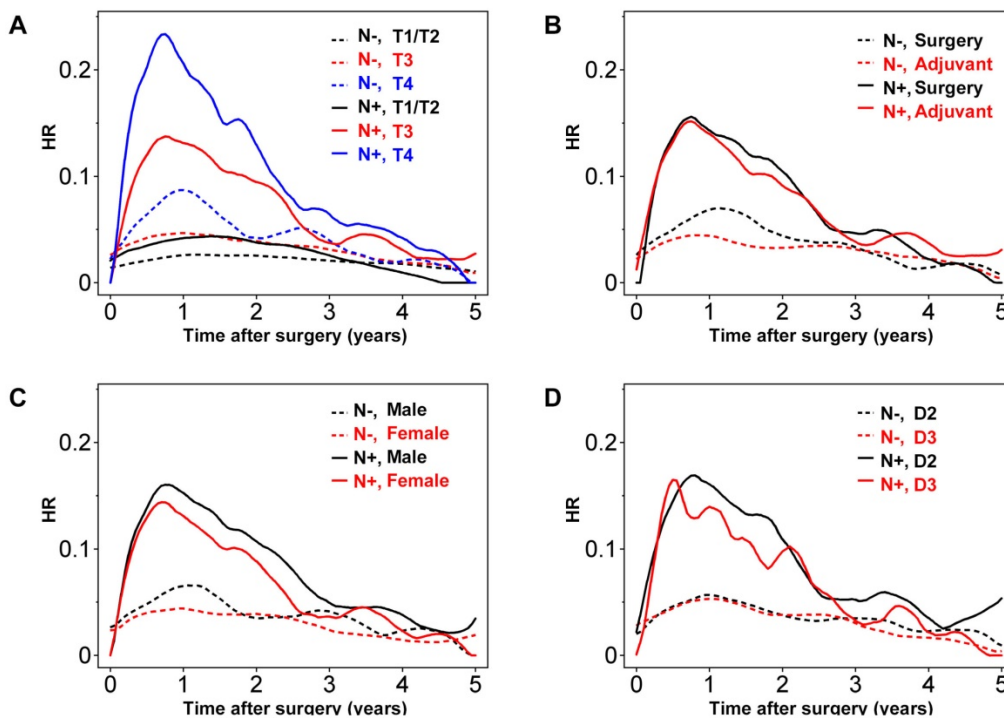 A
N-, T1/T2
N-, T3
N-, T4
N+, T1/T2
N+, T3
N+, T4
HR
0.2
0.1
0
0 1 2 3 4 5
Time after surgery (years)
B
N-, Surgery
N-, Adjuvant
N+, Surgery
N+, Adjuvant
HR
0.2
0.1
0
0 1 2 3 4 5
Time after surgery (years)
C
N-, Male
N-, Female
N+, Male
N+, Female
HR
0.2
0.1
0
0 1 2 3 4 5
Time after surgery (years)
D
N-, D2
N-, D3
N+, D2
N+, D3
HR
0.2
0.1
0
0 1 2 3 4 5
Time after surgery (years)